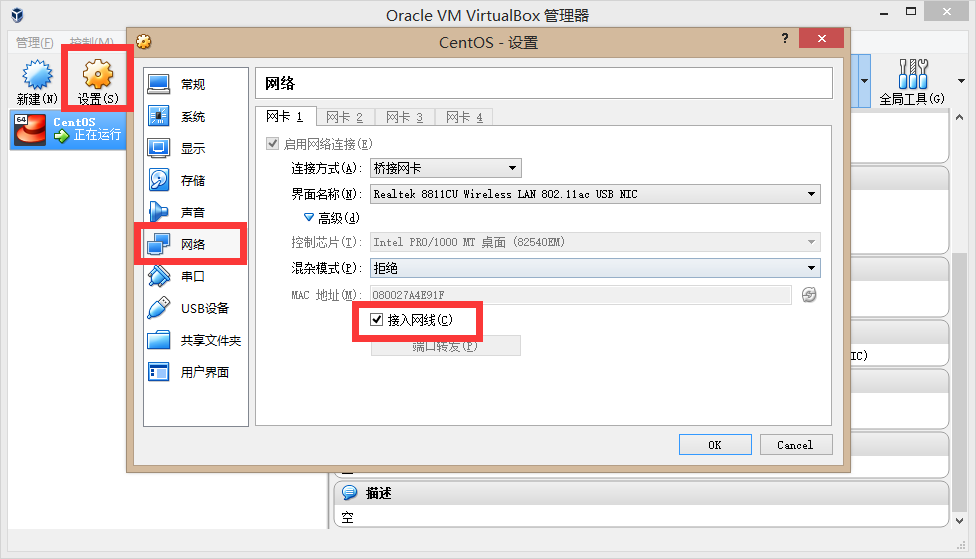 Oracle VM VirtualBox 管理器
管理(F) 控制(M)
新建(N) 设置(S) 全局工具(G)
64 CentOS
正在运行
CentOS - 设置
?
常规
系统
显示
存储
声音
网络
串口
USB设备
共享文件夹
用户界面
网络
网卡 1 网卡 2 网卡 3 网卡 4
启用网络连接(E)
连接方式(A): 桥接网卡
界面名称(N): Realtek 8811CU Wireless LAN 802.11ac USB NIC
高级(d)
控制芯片(T): Intel PRO/1000 MT 桌面 (82540EM)
混杂模式(P): 拒绝
MAC 地址(M): 080027A4E91F
接入网线(C)
端口转发(P)
OK Cancel
IC)
描述
空